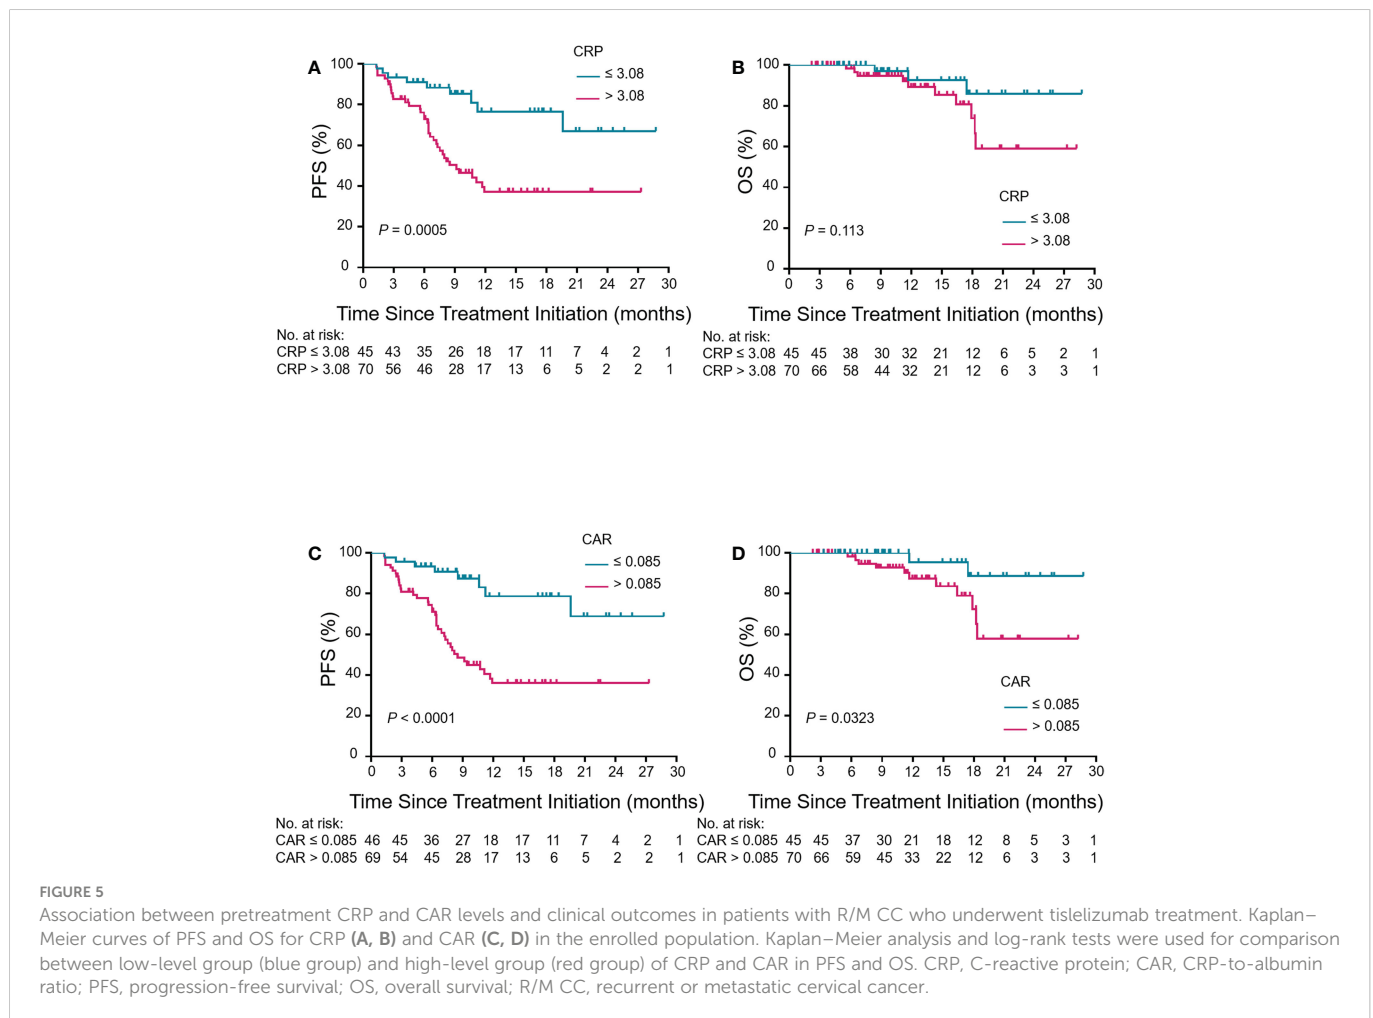 A
CRP
≤ 3.08
> 3.08
PFS (%)
100
80
60
40
20
0
P = 0.0005
0 3 6 9 12 15 18 21 24 27 30
Time Since Treatment Initiation (months)
No. at risk:
CRP ≤ 3.08 45 43 35 26 18 17 11 7 4 2 1
CRP > 3.08 70 56 46 28 17 13 6 5 2 2 1
B
OS (%)
100
80
60
40
20
0
CRP
≤ 3.08
> 3.08
P = 0.113
0 3 6 9 12 15 18 21 24 27 30
Time Since Treatment Initiation (months)
No. at risk:
CRP ≤ 3.08 45 45 38 30 32 21 12 6 5 2 1
CRP > 3.08 70 66 58 44 32 21 12 6 3 3 1
C
CAR
≤ 0.085
> 0.085
PFS (%)
100
80
60
40
20
0
P < 0.0001
0 3 6 9 12 15 18 21 24 27 30
Time Since Treatment Initiation (months)
No. at risk:
CAR ≤ 0.085 46 45 36 27 18 17 11 7 4 2 1
CAR > 0.085 69 54 45 28 17 13 6 5 2 2 1
D
OS (%)
100
80
60
40
20
0
CAR
≤ 0.085
> 0.085
P = 0.0323
0 3 6 9 12 15 18 21 24 27 30
Time Since Treatment Initiation (months)
No. at risk:
CAR ≤ 0.085 45 45 37 30 21 18 12 8 5 3 1
CAR > 0.085 70 66 59 45 33 22 12 6 3 3 1
FIGURE 5
Association between pretreatment CRP and CAR levels and clinical outcomes in patients with R/M CC who underwent tislelizumab treatment. Kaplan–
Meier curves of PFS and OS for CRP (A, B) and CAR (C, D) in the enrolled population. Kaplan–Meier analysis and log-rank tests were used for comparison
between low-level group (blue group) and high-level group (red group) of CRP and CAR in PFS and OS. CRP, C-reactive protein; CAR, CRP-to-albumin
ratio; PFS, progression-free survival; OS, overall survival; R/M CC, recurrent or metastatic cervical cancer.